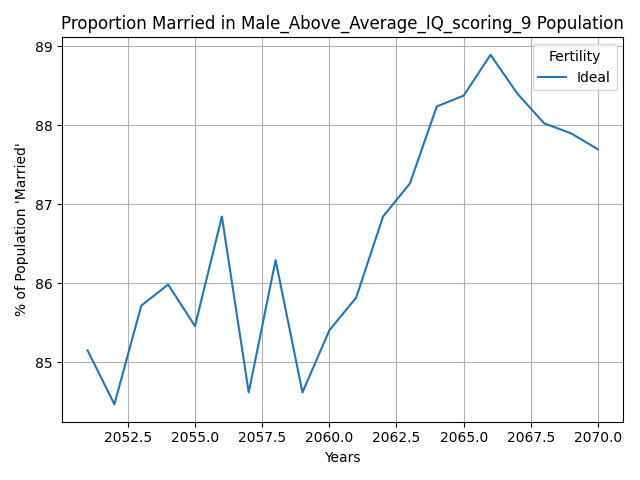 Proportion Married in Male_Above_Average_IQ_scoring_9 Population
Fertility
Ideal
% of Population 'Married'
89
88
87
86
85
2052.5 2055.0 2057.5 2060.0 2062.5 2065.0 2067.5 2070.0
Years